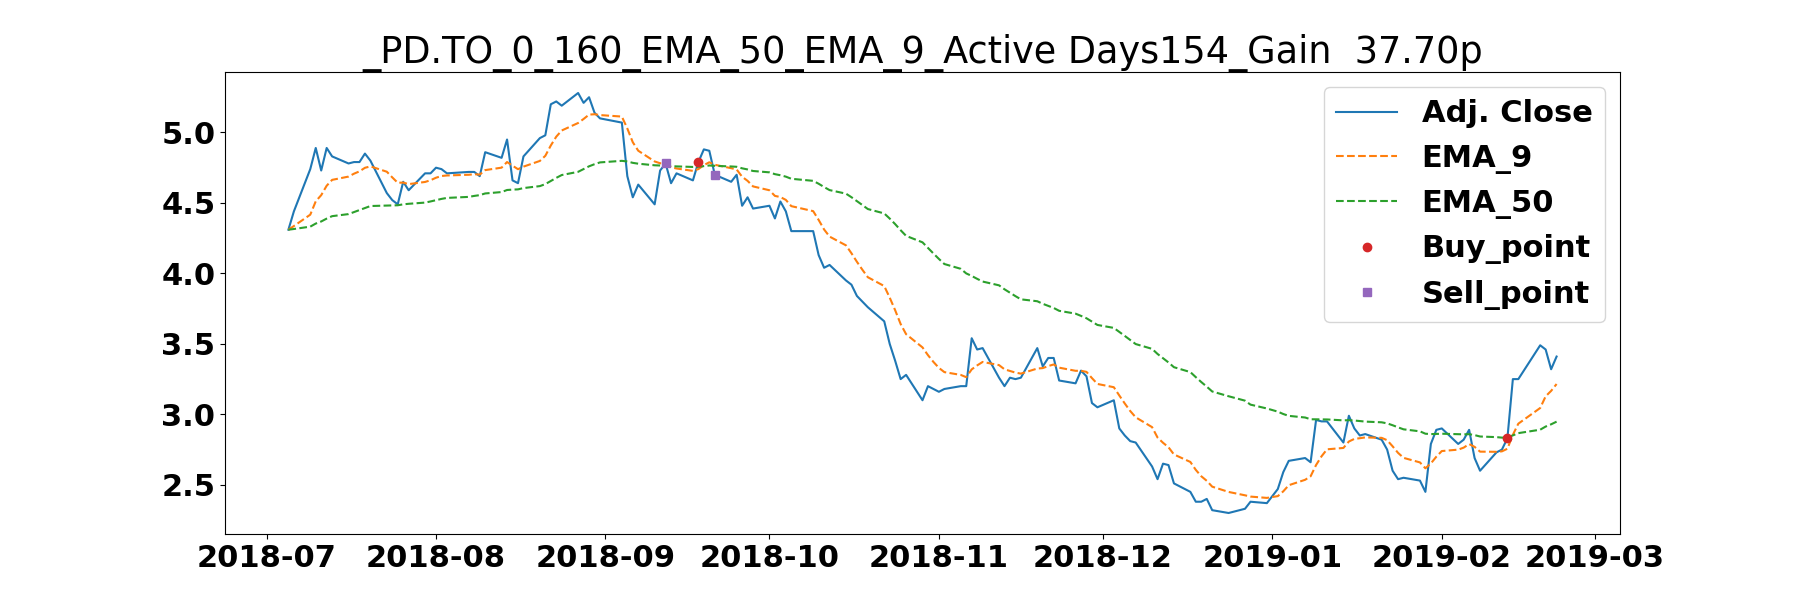 _PD.TO_0_160_EMA_50_EMA_9_Active Days154_Gain  37.70p
5.0
4.5
4.0
3.5
3.0
2.5
Adj. Close
EMA_9
EMA_50
Buy_point
Sell_point
2018-07 2018-08 2018-09 2018-10 2018-11 2018-12 2019-01 2019-02 2019-03